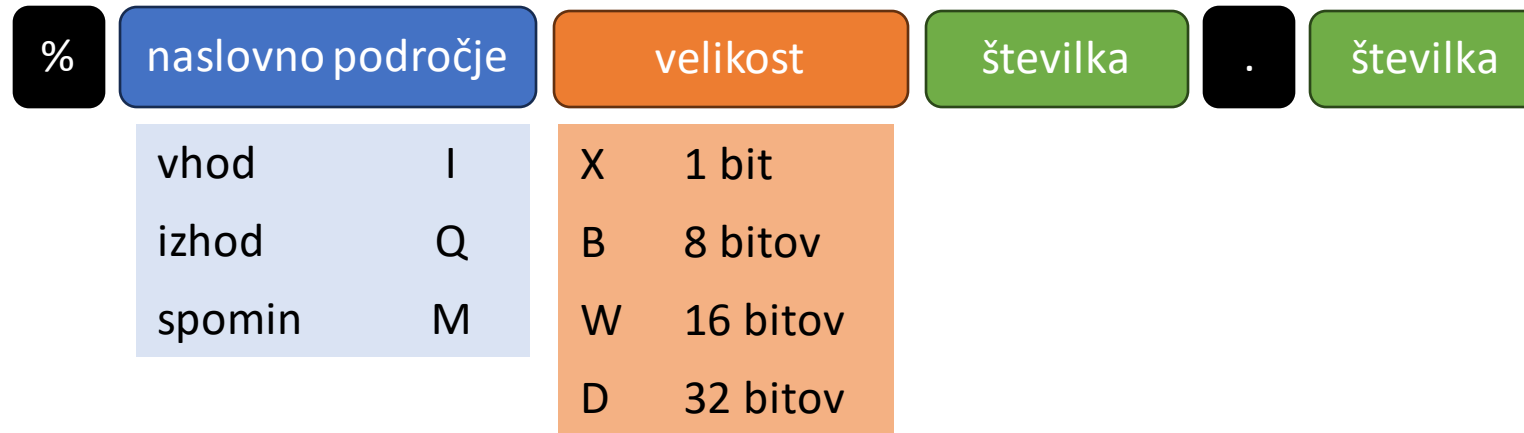 % naslovno področje velikost številka . številka
vhod I X 1 bit
izhod Q B 8 bitov
spomin M W 16 bitov
D 32 bitov